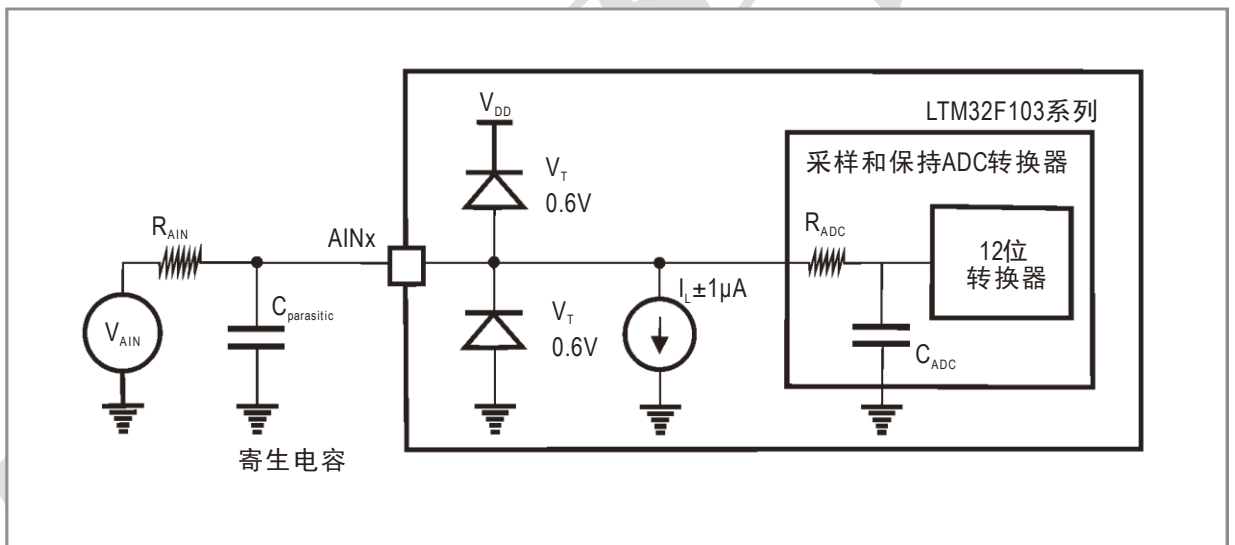 LTM32F103系列
V_DD
采样和保持ADC转换器
V_T
0.6V
R_AIN
AINx
R_ADC
12位
转换器
I_L±1µA
C_parasitic
V_T
0.6V
V_AIN
C_ADC
寄生电容